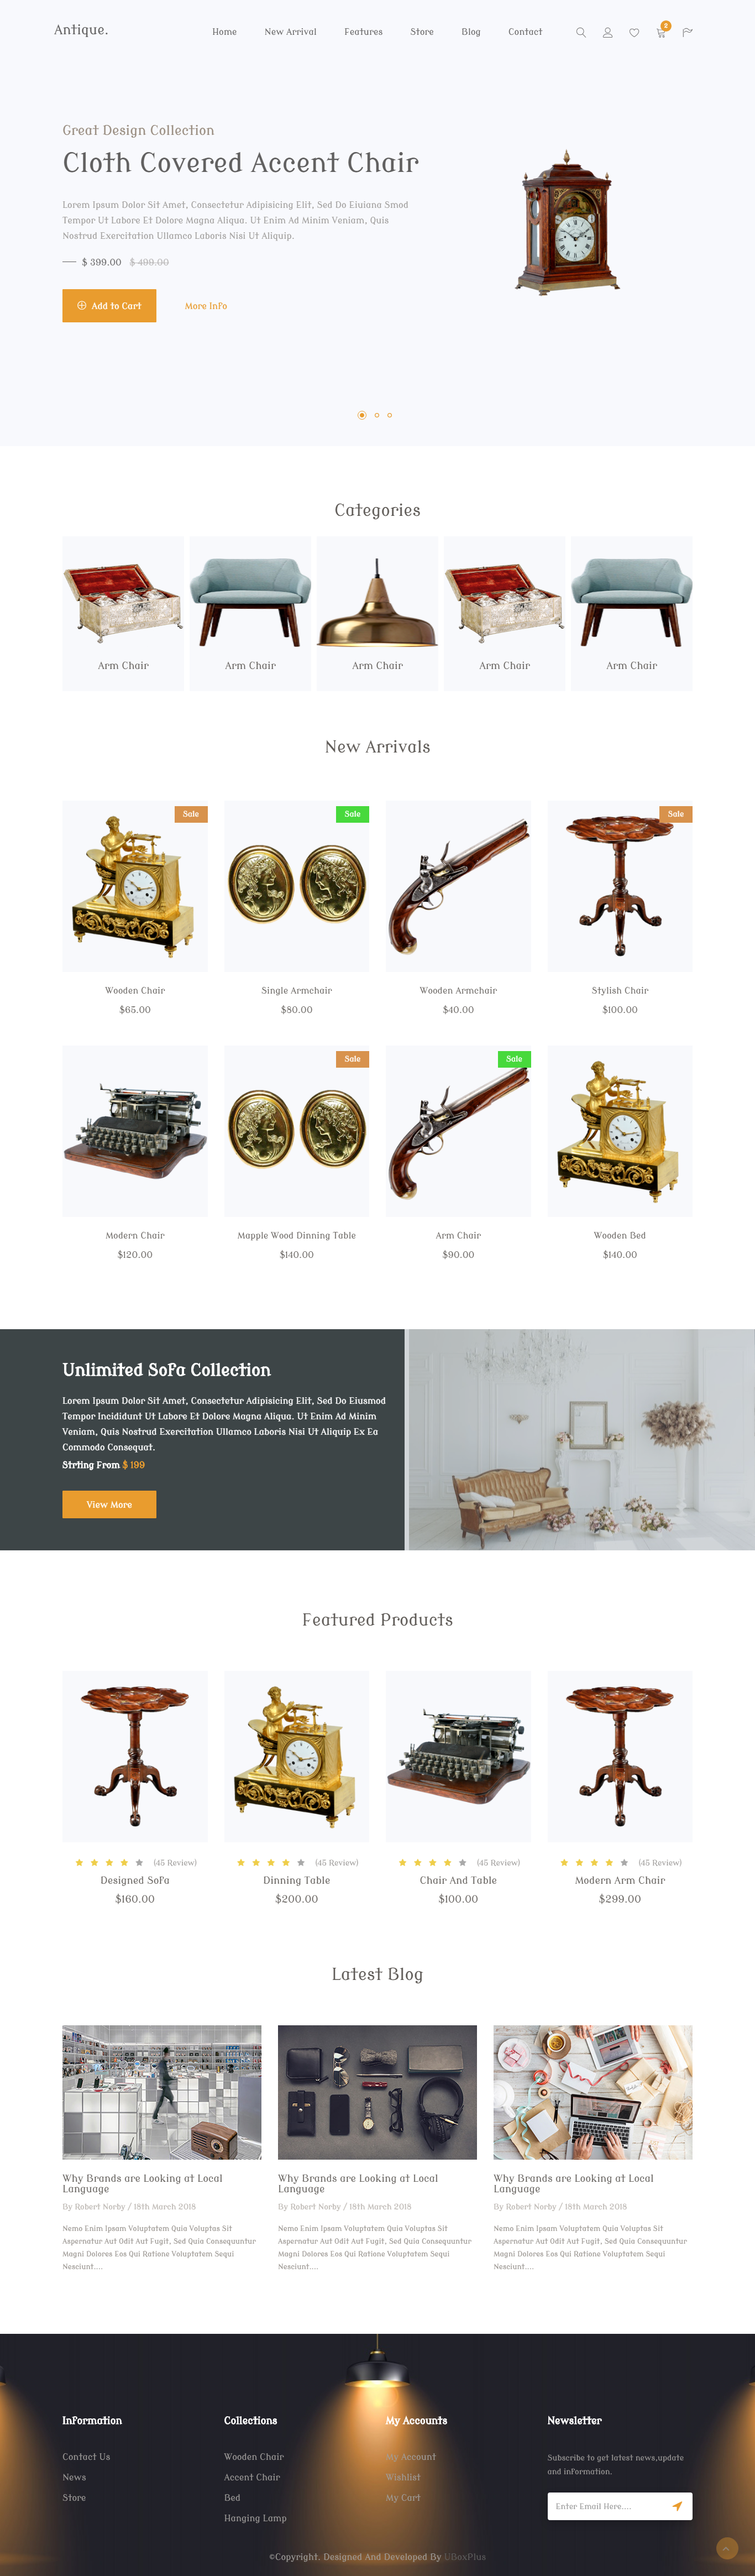 Antique.
Home New Arrival Features Store Blog Contact
2
Great Design Collection
Cloth Covered Accent Chair
Lorem Ipsum Dolor Sit Amet, Consectetur Adipisicing Elit, Sed Do Eiuiana Smod
Tempor Ut Labore Et Dolore Magna Aliqua. Ut Enim Ad Minim Veniam, Quis
Nostrud Exercitation Ullamco Laboris Nisi Ut Aliquip.
$ 399.00 $ 499.00
Add to Cart More Info
Categories
Arm Chair Arm Chair Arm Chair Arm Chair Arm Chair
New Arrivals
Sale Sale Sale
Wooden Chair Single Armchair Wooden Armchair Stylish Chair
$65.00 $80.00 $40.00 $100.00
Sale Sale
Modern Chair Mapple Wood Dinning Table Arm Chair Wooden Bed
$120.00 $140.00 $90.00 $140.00
Unlimited Sofa Collection
Lorem Ipsum Dolor Sit Amet, Consectetur Adipisicing Elit, Sed Do Eiusmod
Tempor Incididunt Ut Labore Et Dolore Magna Aliqua. Ut Enim Ad Minim
Veniam, Quis Nostrud Exercitation Ullamco Laboris Nisi Ut Aliquip Ex Ea
Commodo Consequat.
Strting From $ 199
View More
Featured Products
(45 Review) (45 Review) (45 Review) (45 Review)
Designed Sofa Dinning Table Chair And Table Modern Arm Chair
$160.00 $200.00 $100.00 $299.00
Latest Blog
Why Brands are Looking at Local
Language
By Robert Norby / 18th March 2018
Nemo Enim Ipsam Voluptatem Quia Voluptas Sit
Aspernatur Aut Odit Aut Fugit, Sed Quia Consequuntur
Magni Dolores Eos Qui Ratione Voluptatem Sequi
Nesciunt....
Why Brands are Looking at Local
Language
By Robert Norby / 18th March 2018
Nemo Enim Ipsam Voluptatem Quia Voluptas Sit
Aspernatur Aut Odit Aut Fugit, Sed Quia Consequuntur
Magni Dolores Eos Qui Ratione Voluptatem Sequi
Nesciunt....
Why Brands are Looking at Local
Language
By Robert Norby / 18th March 2018
Nemo Enim Ipsam Voluptatem Quia Voluptas Sit
Aspernatur Aut Odit Aut Fugit, Sed Quia Consequuntur
Magni Dolores Eos Qui Ratione Voluptatem Sequi
Nesciunt....
Information
Contact Us
News
Store
Collections
Wooden Chair
Accent Chair
Bed
Hanging Lamp
My Accounts
My Account
Wishlist
My Cart
Newsletter
Subscribe to get latest news,update
and information.
Enter Email Here....
©Copyright. Designed And Developed By UBoxPlus